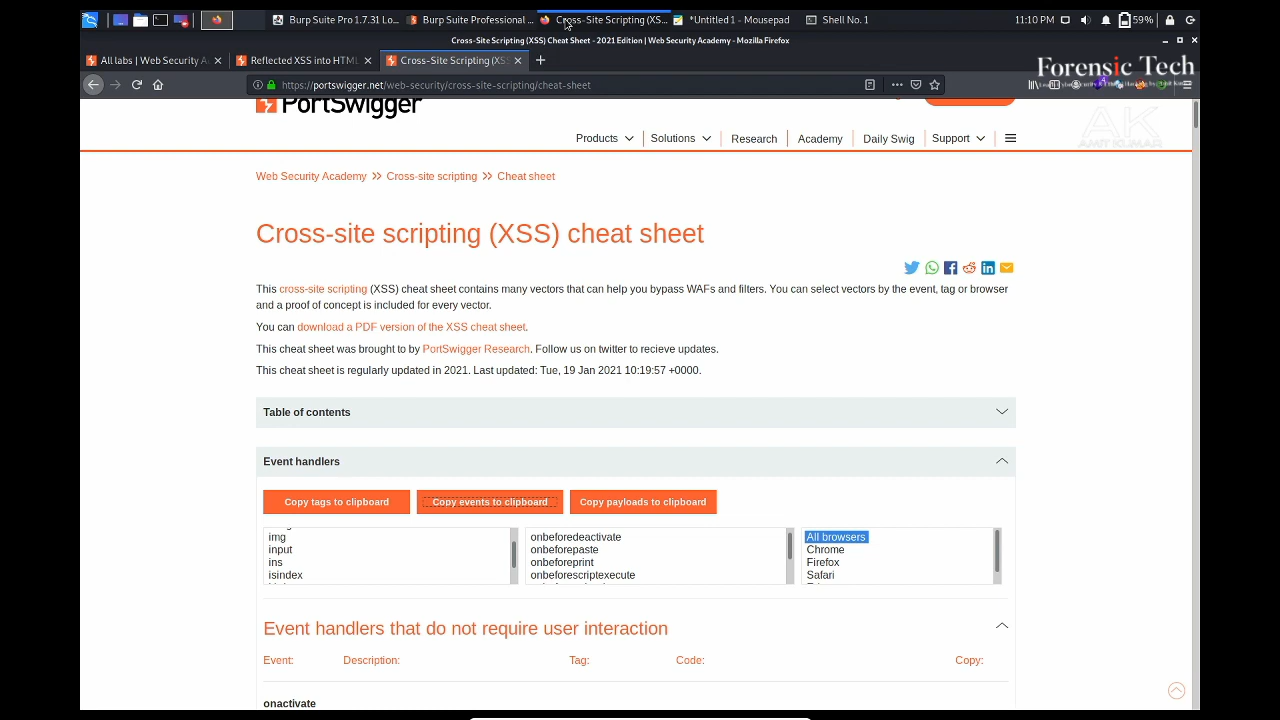 Burp Suite Pro 1.7.31 Lo...
Burp Suite Professional ...
Cross-Site Scripting (XS...
*Untitled 1 - Mousepad
Shell No. 1
11:10 PM
59%
Cross-Site Scripting (XSS) Cheat Sheet - 2021 Edition | Web Security Academy - Mozilla Firefox
All labs | Web Security A
Reflected XSS into HTML
Cross-Site Scripting (XSS
Forensic Tech
https://portswigger.net/web-security/cross-site-scripting/cheat-sheet
PortSwigger
AK
AMIT KUMAR
Products
Solutions
Research
Academy
Daily Swig
Support
Web Security Academy >> Cross-site scripting >> Cheat sheet
Cross-site scripting (XSS) cheat sheet
This cross-site scripting (XSS) cheat sheet contains many vectors that can help you bypass WAFs and filters. You can select vectors by the event, tag or browser
and a proof of concept is included for every vector.
You can download a PDF version of the XSS cheat sheet.
This cheat sheet was brought to by PortSwigger Research. Follow us on twitter to recieve updates.
This cheat sheet is regularly updated in 2021. Last updated: Tue, 19 Jan 2021 10:19:57 +0000.
Table of contents
Event handlers
Copy tags to clipboard
Copy events to clipboard
Copy payloads to clipboard
img
input
ins
isindex
onbeforedeactivate
onbeforepaste
onbeforeprint
onbeforescriptexecute
All browsers
Chrome
Firefox
Safari
Event handlers that do not require user interaction
Event:
Description:
Tag:
Code:
Copy:
onactivate